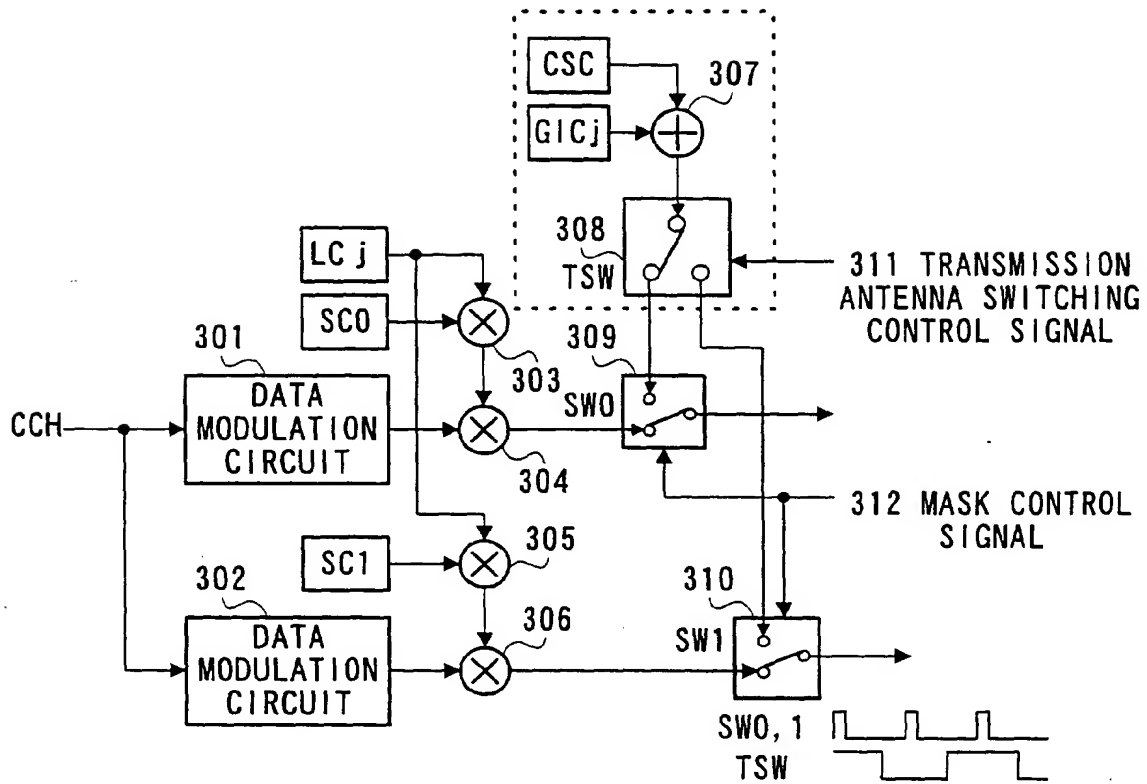 CSC
307
GICj
308
TSW
LCj
311 TRANSMISSION
ANTENNA SWITCHING
CONTROL SIGNAL
SC0
309
301
303
DATA
MODULATION
CIRCUIT
SW0
CCH
304
312 MASK CONTROL
SIGNAL
305
SC1
302
310
306
DATA
MODULATION
CIRCUIT
SW1
SW0,1
TSW